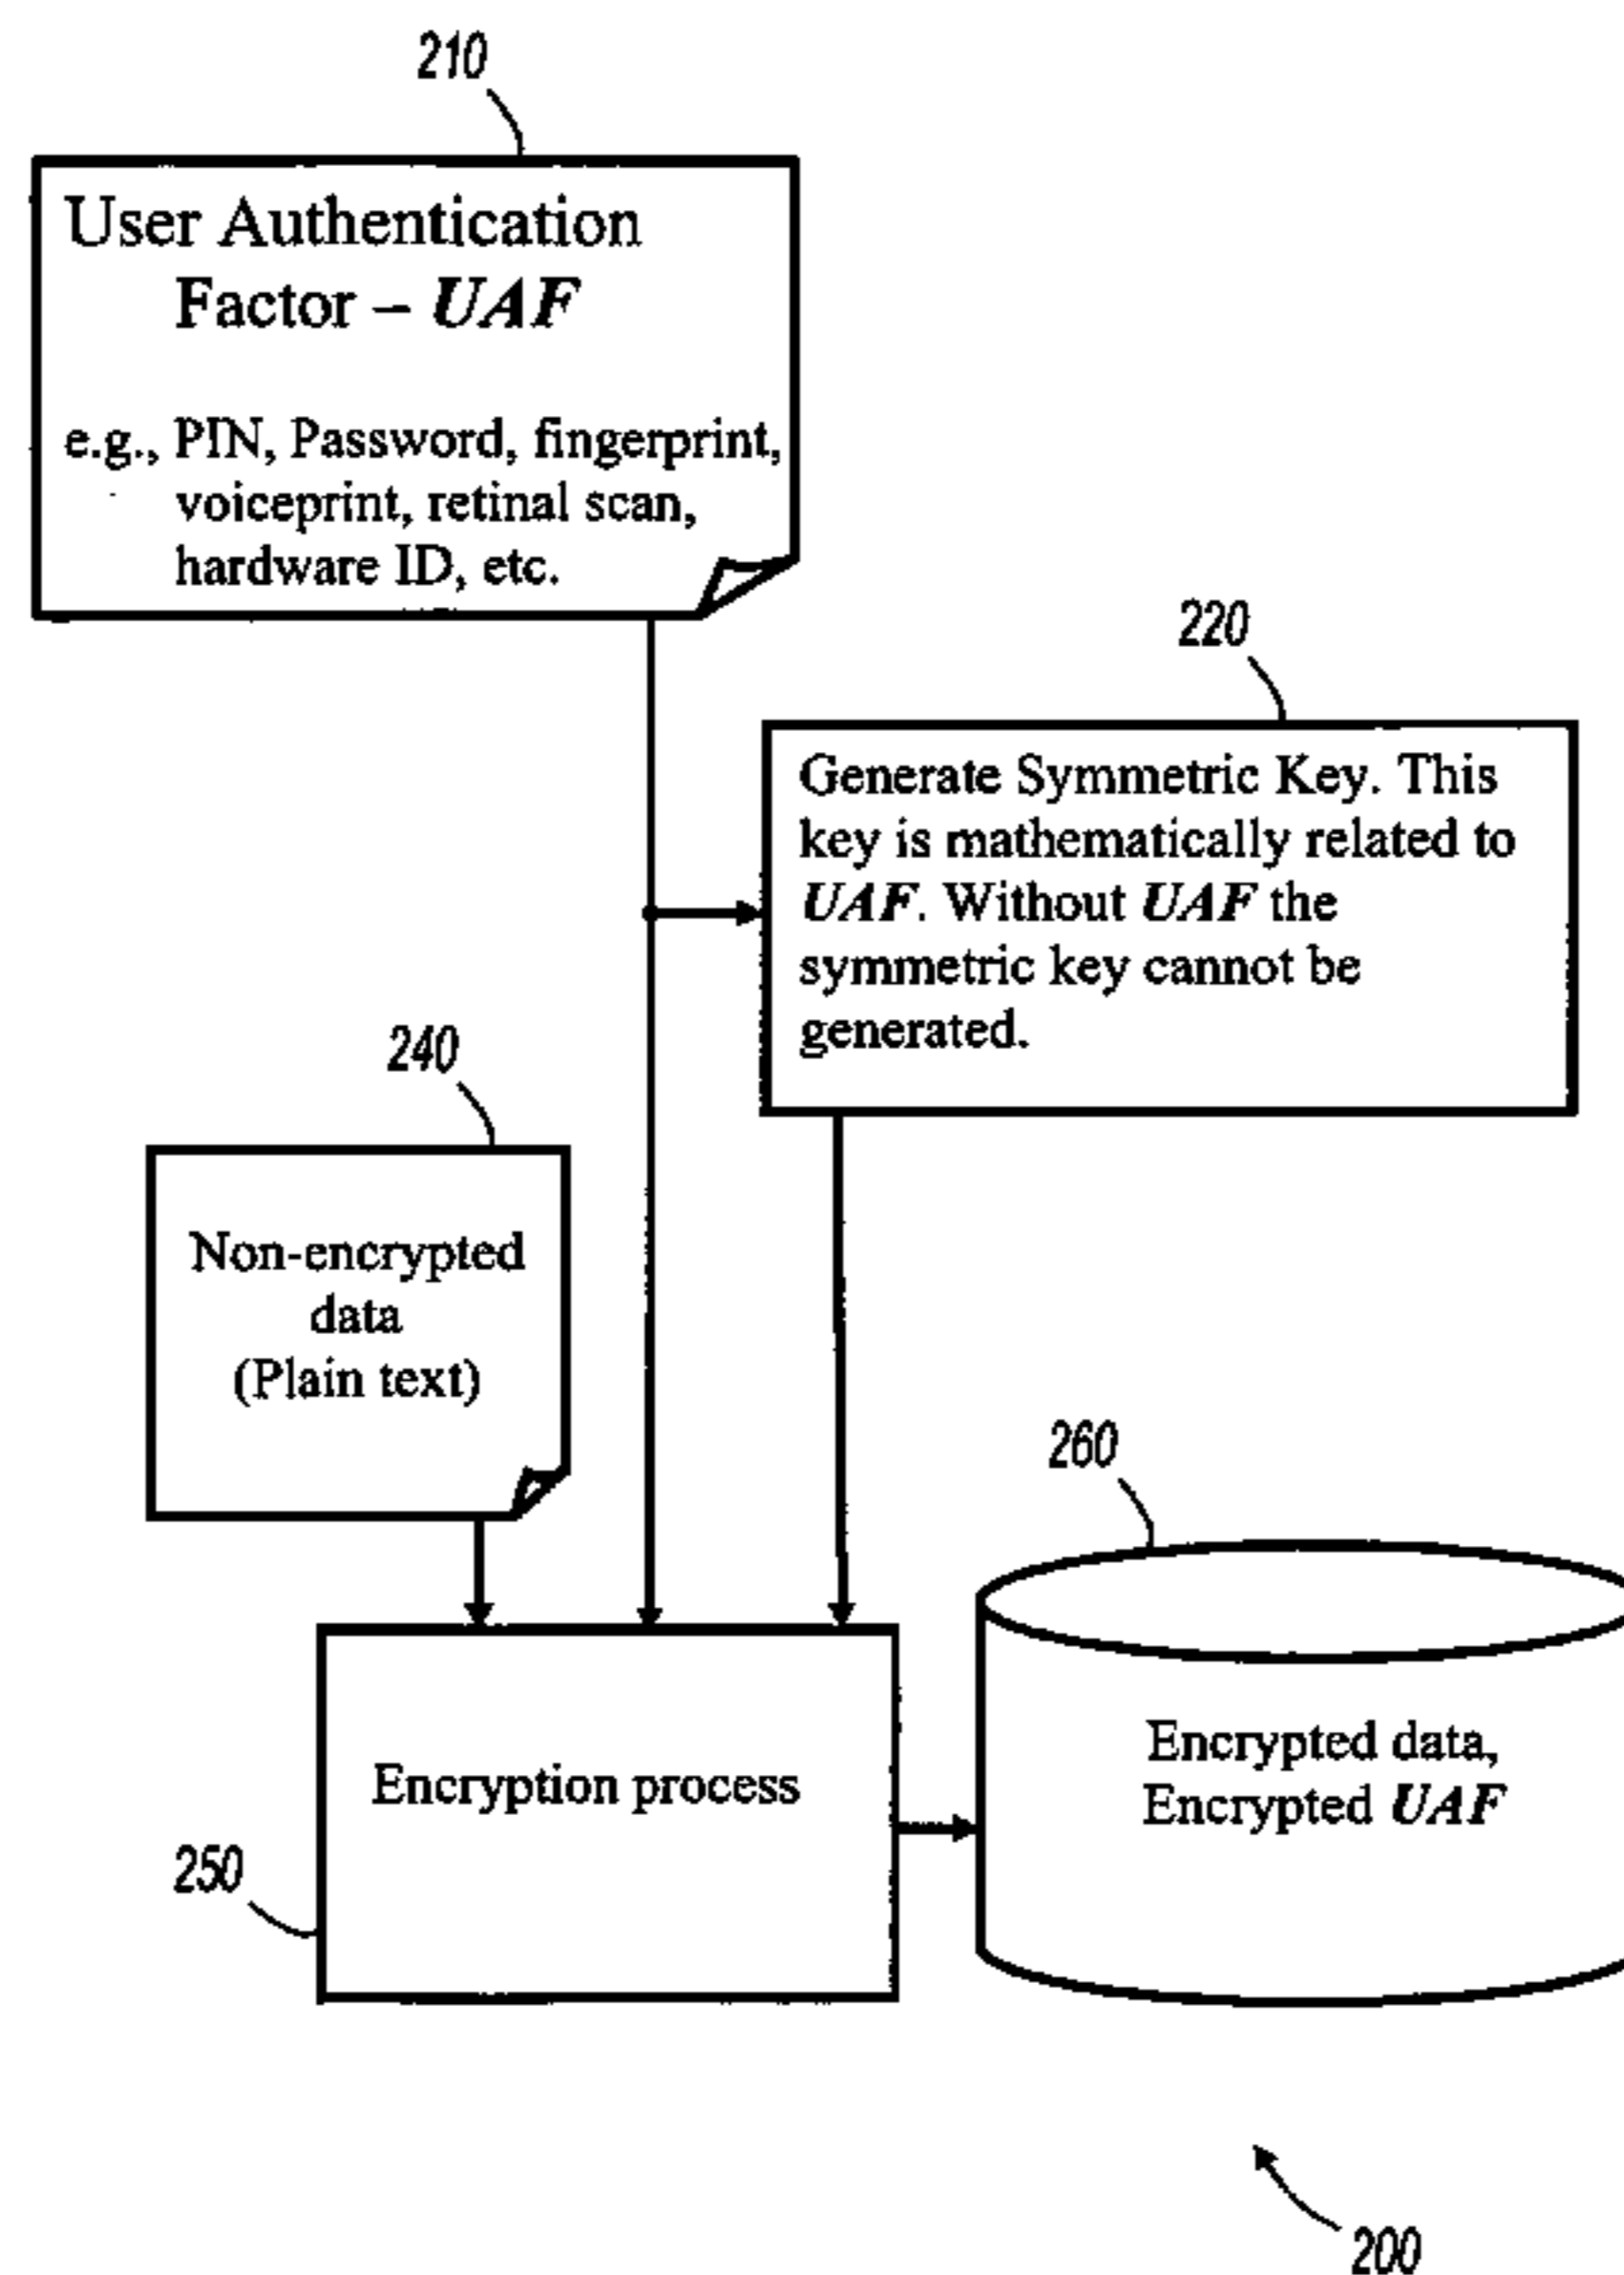 210
User Authentication
Factor – UAF
e.g., PIN, Password, fingerprint,
voiceprint, retinal scan,
hardware ID, etc.
220
Generate Symmetric Key. This
key is mathematically related to
UAF. Without UAF the
symmetric key cannot be
generated.
240
Non-encrypted
data
(Plain text)
260
Encryption process
Encrypted data,
Encrypted UAF
250
200